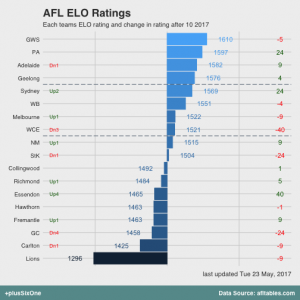 AFL ELO Ratings
Each teams ELO rating and change in rating after 10 2017
GWS 1610 -5
PA 1597 24
Adelaide Dn1 1582 9
Geelong 1576 4
Sydney Up2 1569 24
WB 1551 -4
Melbourne Up1 1522 -9
WCE Dn3 1521 -40
NM Up1 1515 9
StK Dn1 1504 -24
Collingwood 1492 1
Richmond Up1 1484 5
Essendon Up4 1465 40
Hawthorn 1463 -1
Fremantle Up1 1463 9
GC Dn4 1458 -24
Carlton Dn1 1425 -9
Lions 1296 -9
last updated Tue 23 May, 2017
+plusSixOne Data Source: afltables.com